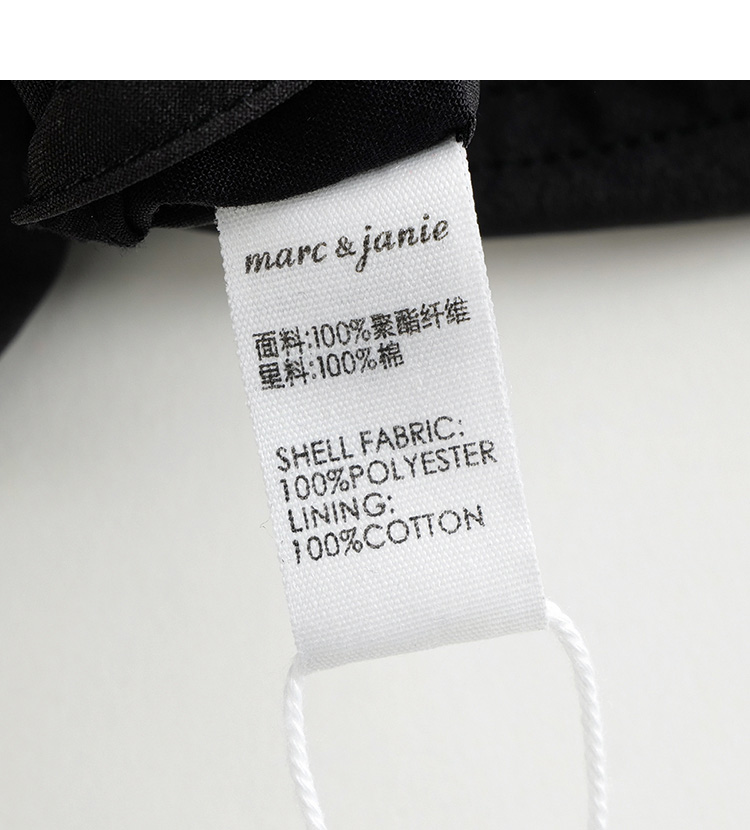 marc & janie
面料:100%聚酯纤维
里料:100%棉
SHELL FABRIC:
100%POLYESTER
LINING:
100%COTTON